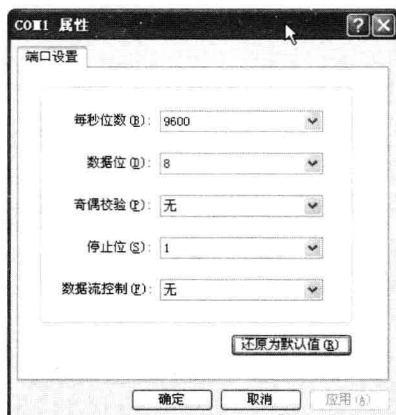 COM1 属性
端口设置
每秒位数(B): 9600
数据位(D): 8
奇偶校验(P): 无
停止位(S): 1
数据流控制(F): 无
还原为默认值(R)
确定 取消 应用(A)